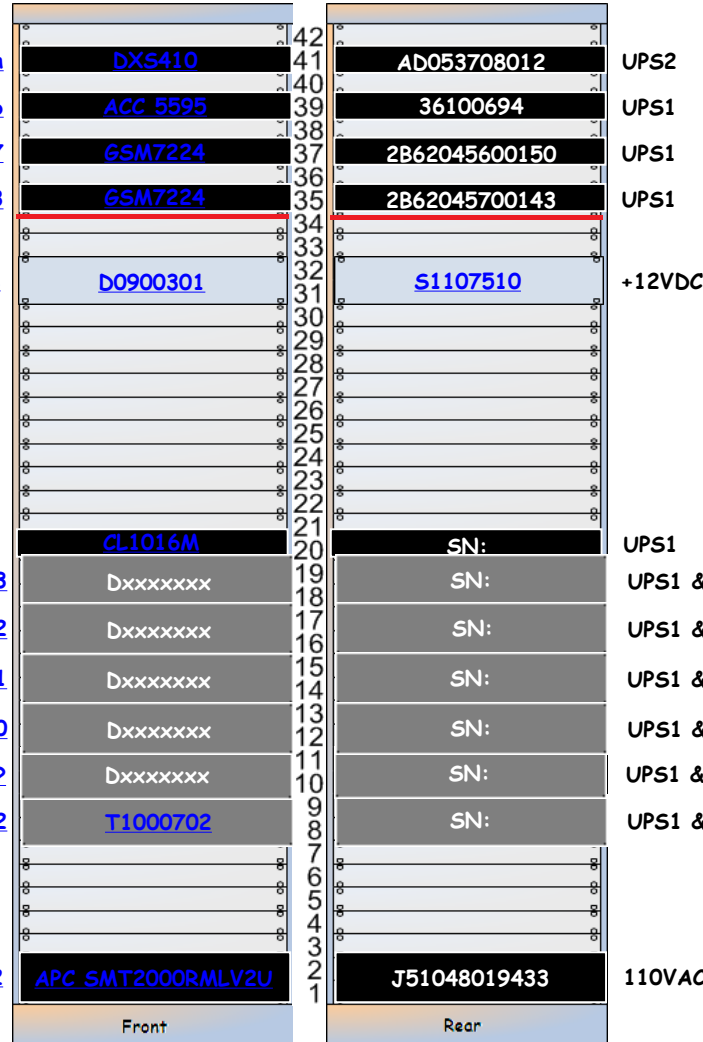 42
DXS410 41 AD053708012 UPS2
40
ACC 5595 39 36100694 UPS1
38
GSM7224 37 2B62045600150 UPS1
36
GSM7224 35 2B62045700143 UPS1
34
33
32
D0900301 S1107510 +12VDC
31
30
29
28
27
26
25
24
23
22
21
CL1016M 20 SN: UPS1
19
Dxxxxxxx SN: UPS1 &
18
17
Dxxxxxxx SN: UPS1 &
16
15
Dxxxxxxx SN: UPS1 &
14
13
Dxxxxxxx SN: UPS1 &
12
11
Dxxxxxxx SN: UPS1 &
10
9
T1000702 SN: UPS1 &
8
7
6
5
4
3
APC SMT2000RMLV2U 2 J51048019433 110VAC
1
Front Rear